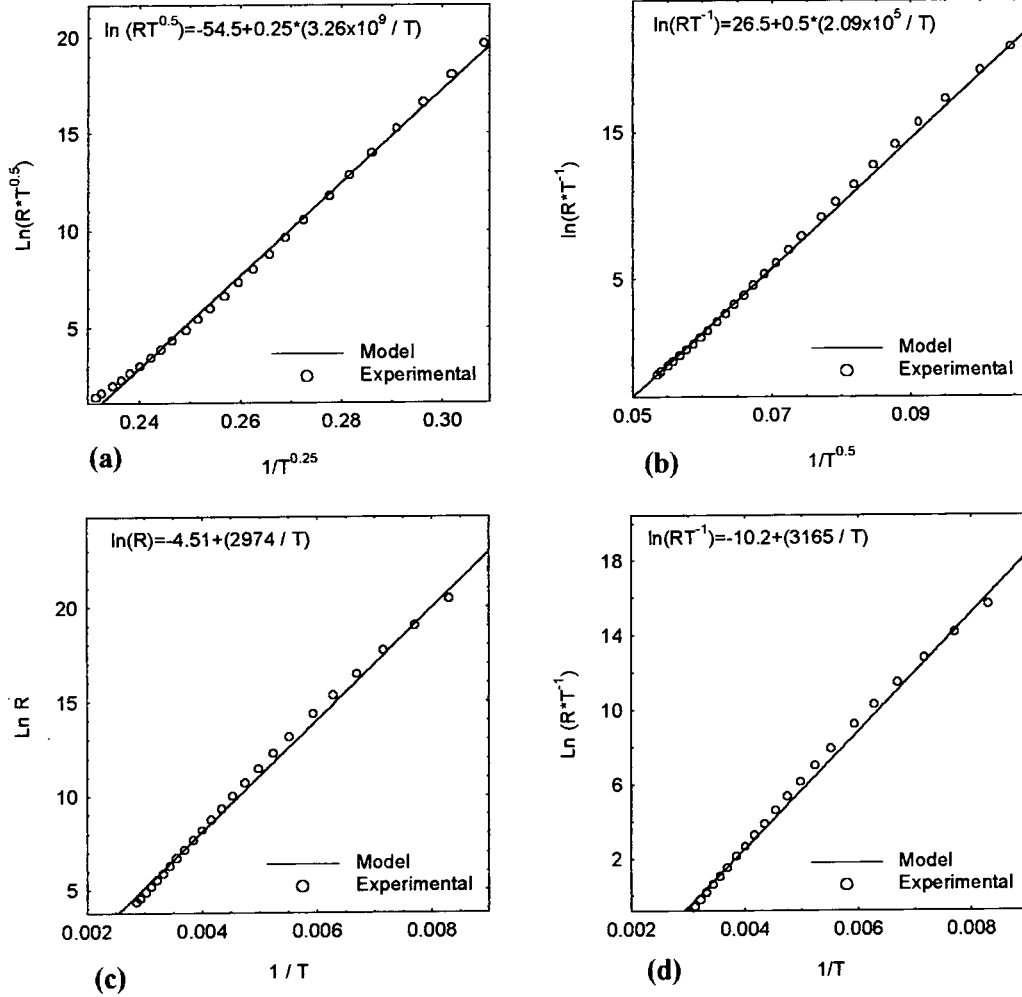 ln (RT^0.5)=-54.5+0.25*(3.26x10^9 / T)
20
15
10
5
Ln(R*T^0.5)
Model
Experimental
0.24
0.26
0.28
0.30
(a)
1/T^0.25
ln(RT^-1)=26.5+0.5*(2.09x10^5 / T)
15
5
ln(R*T^-1)
Model
Experimental
0.05
0.07
0.09
(b)
1/T^0.5
ln(R)=-4.51+(2974 / T)
20
15
10
5
Ln R
Model
Experimental
0.002
0.004
0.006
0.008
(c)
1 / T
ln(RT^-1)=-10.2+(3165 / T)
18
14
10
6
2
Ln (R*T^-1)
Model
Experimental
0.002
0.004
0.006
0.008
(d)
1/T